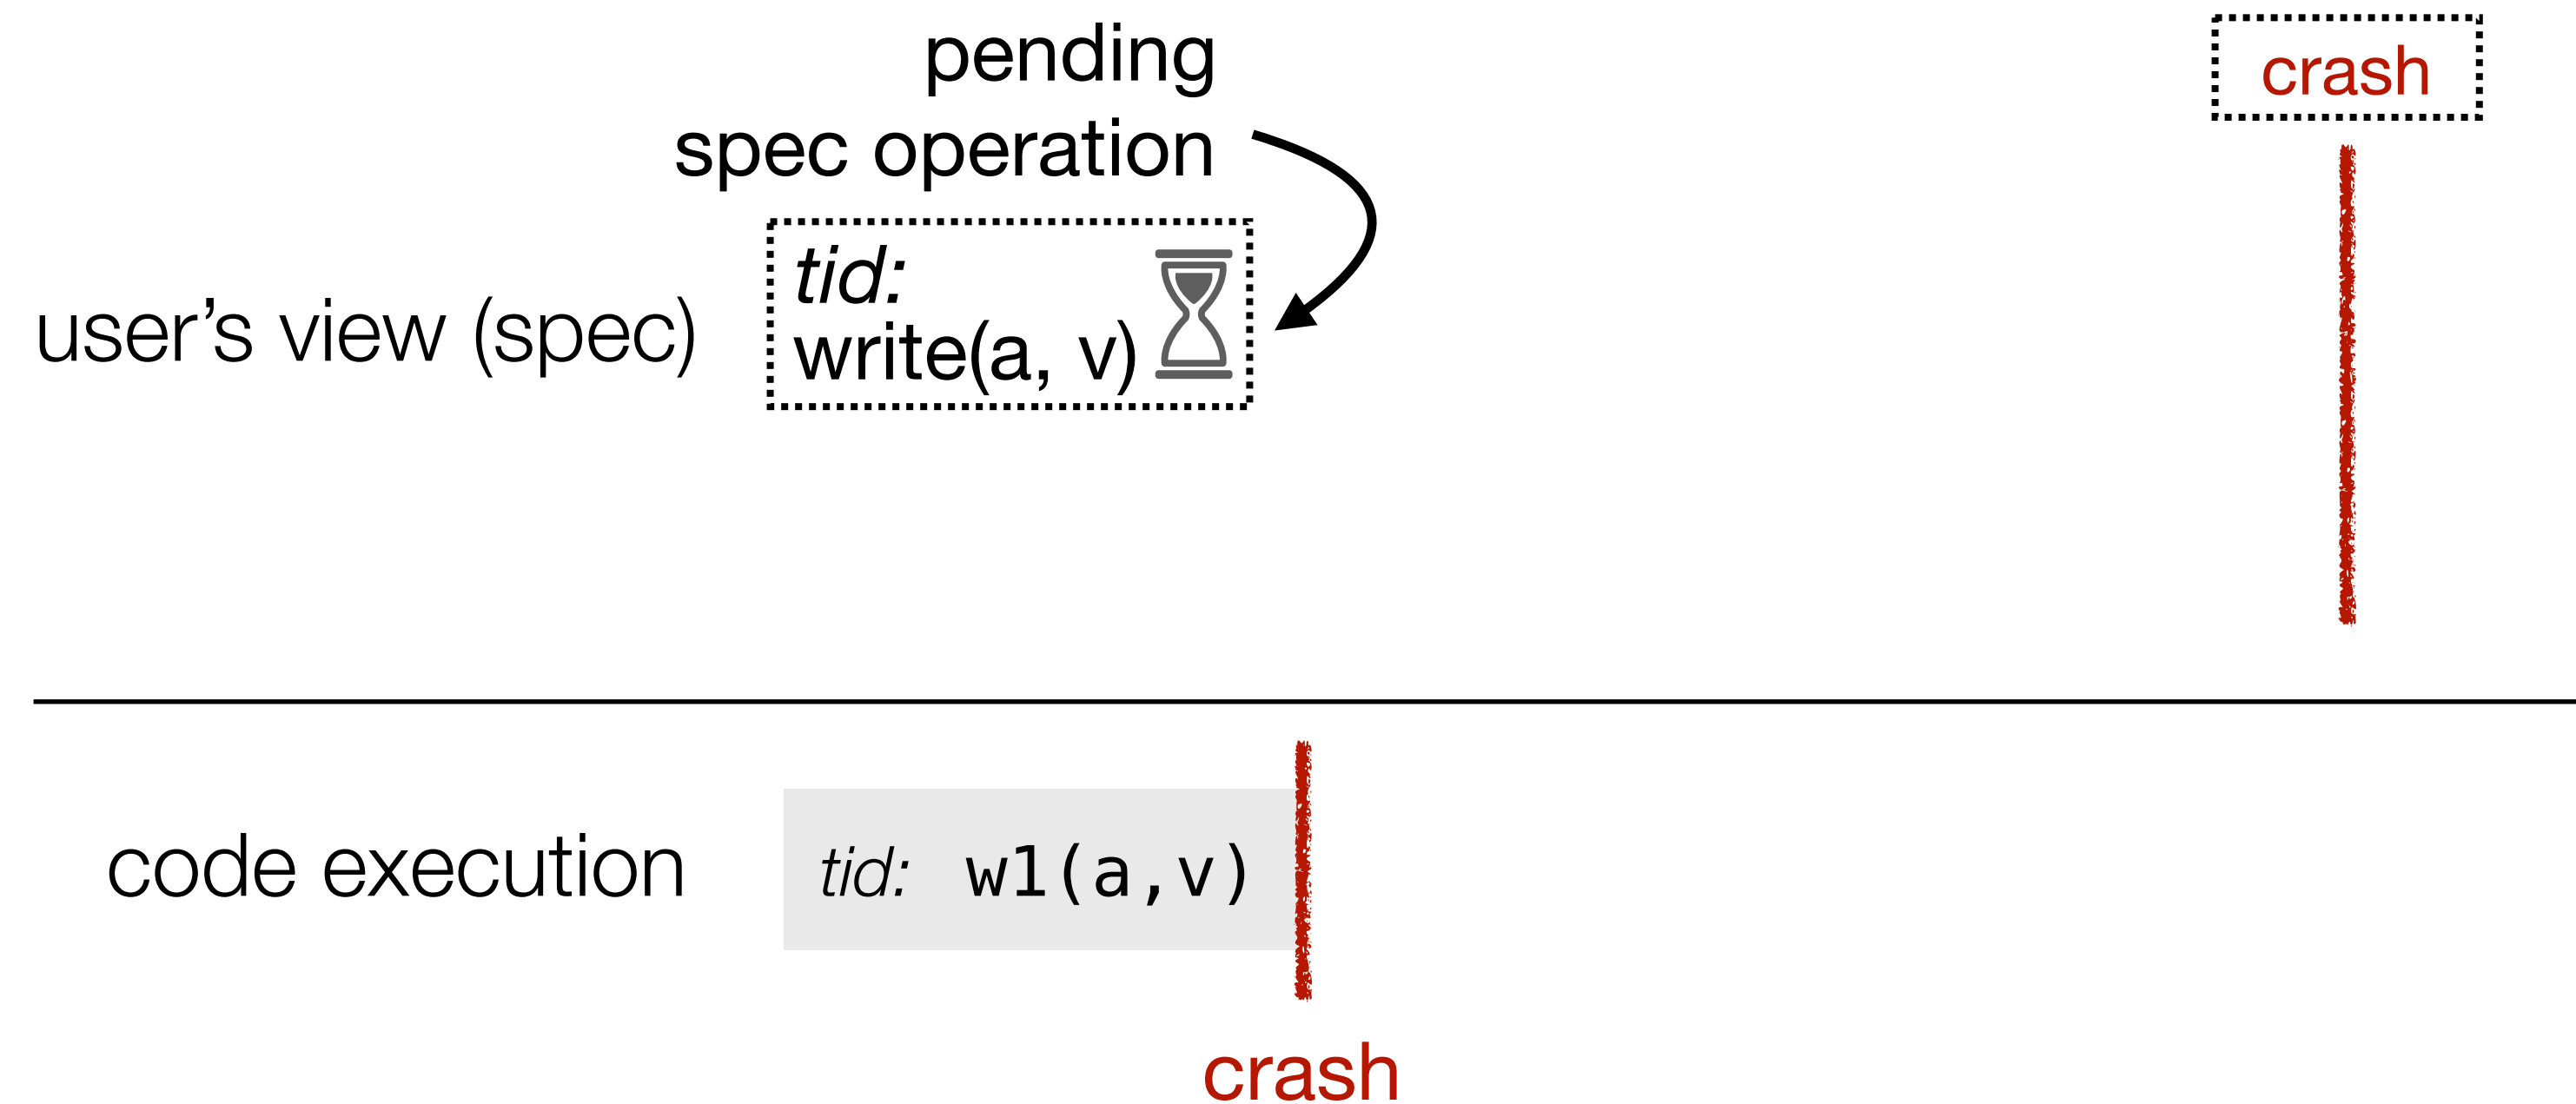 pending
spec operation
crash
user’s view (spec)
tid:
write(a, v)
code execution
tid: w1(a,v)
crash